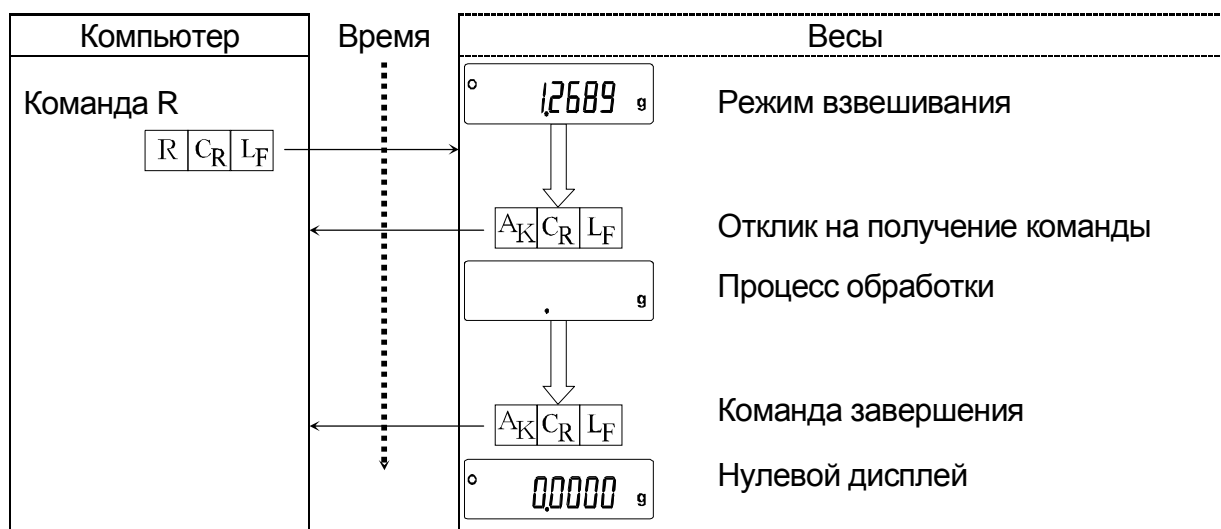 Компьютер Время Весы
1.2689 g Режим взвешивания
Команда R
R CR LF
AK CR LF Отклик на получение команды
. g Процесс обработки
AK CR LF Команда завершения
0.0000 g Нулевой дисплей